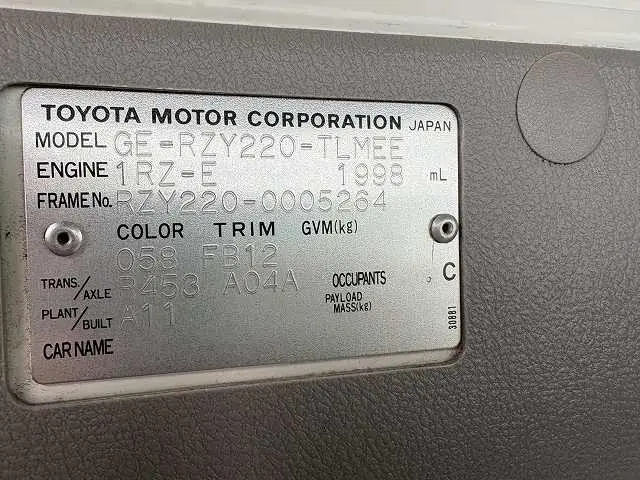 TOYOTA MOTOR CORPORATION JAPAN
MODEL GE-RZY220-TLMEE
ENGINE 1RZ-E 1998 mL
FRAME No. RZY220-0005264
COLOR TRIM GVM(kg)
058 FB12
TRANS./AXLE R453 A04A OCCUPANTS C
PAYLOAD MASS(kg)
PLANT/BUILT A11
CAR NAME
30881